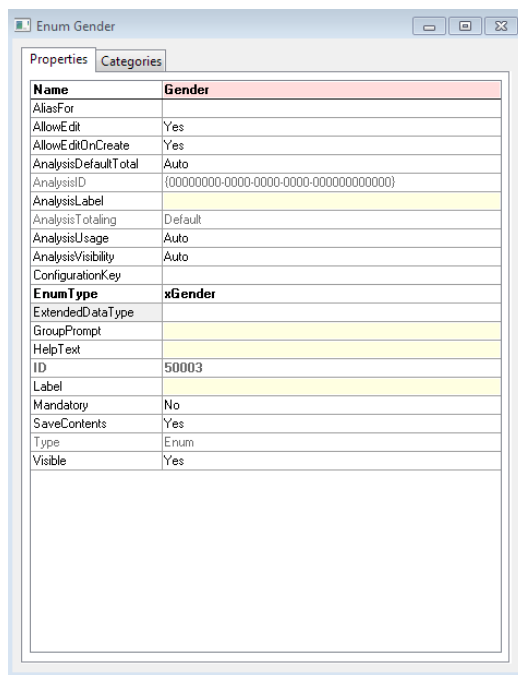 Enum Gender
Properties Categories
Name Gender
AliasFor
AllowEdit Yes
AllowEditOnCreate Yes
AnalysisDefaultTotal Auto
AnalysisID {00000000-0000-0000-0000-000000000000}
AnalysisLabel
AnalysisTotaling Default
AnalysisUsage Auto
AnalysisVisibility Auto
ConfigurationKey
EnumType xGender
ExtendedDataType
GroupPrompt
HelpText
ID 50003
Label
Mandatory No
SaveContents Yes
Type Enum
Visible Yes